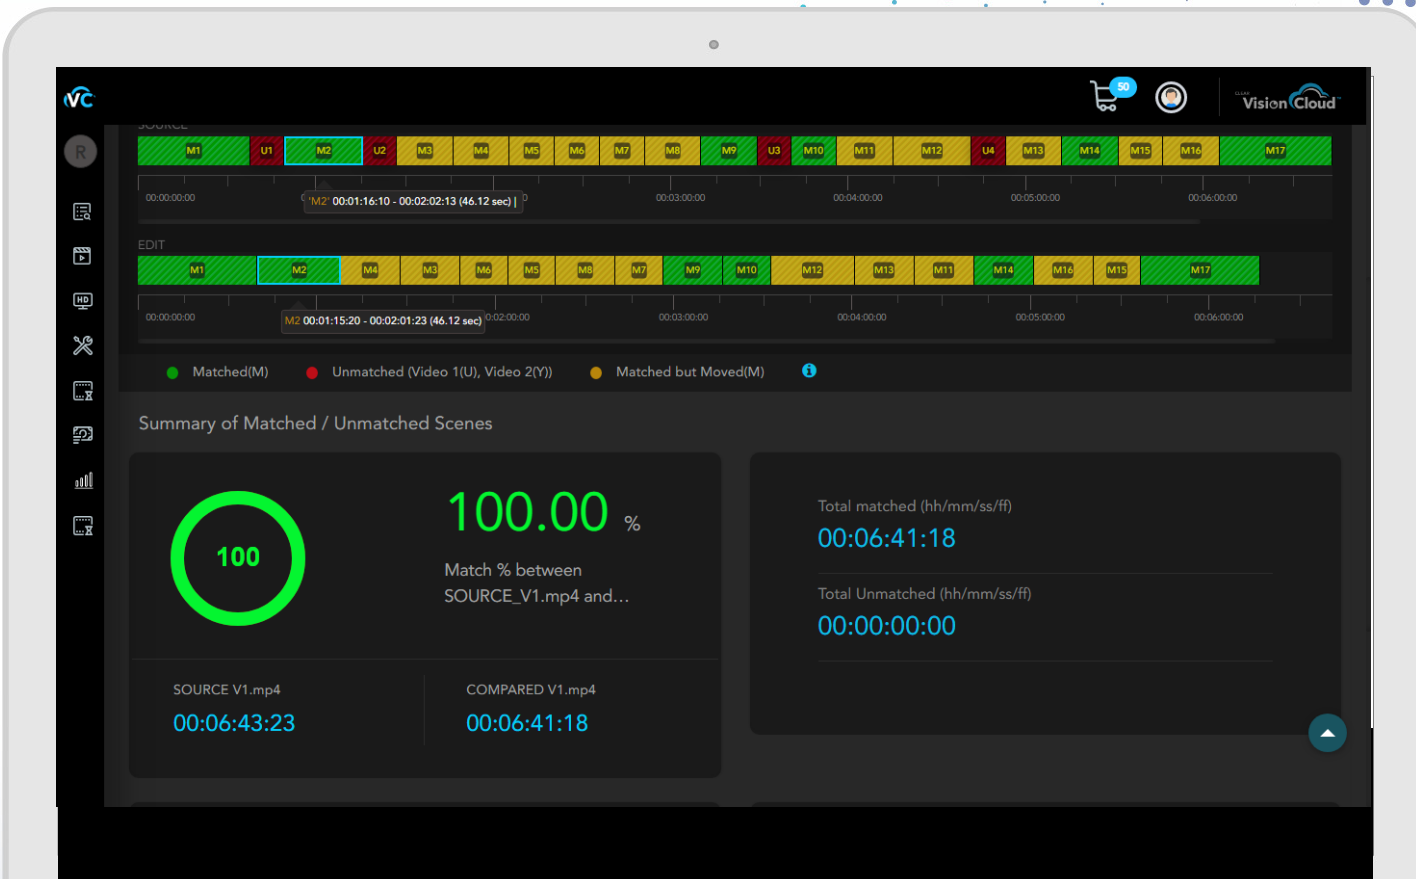 VC
50
CLEAR
Vision Cloud
R
SOURCE
M1 U1 M2 U2 M3 M4 M5 M6 M7 M8 M9 U3 M10 M11 M12 U4 M13 M14 M15 M16 M17
00:00:00:00 00:03:00:00 00:04:00:00 00:05:00:00 00:06:00:00
'M2' 00:01:16:10 - 00:02:02:13 (46.12 sec) |
EDIT
M1 M2 M4 M3 M6 M5 M8 M7 M9 M10 M12 M13 M11 M14 M16 M15 M17
00:00:00:00 0:02:00:00 00:03:00:00 00:04:00:00 00:05:00:00 00:06:00:00
M2 00:01:15:20 - 00:02:01:23 (46.12 sec)
Matched(M) Unmatched (Video 1(U), Video 2(Y)) Matched but Moved(M)
HD
Summary of Matched / Unmatched Scenes
100
100.00 %
Match % between
SOURCE_V1.mp4 and...
Total matched (hh/mm/ss/ff)
00:06:41:18
Total Unmatched (hh/mm/ss/ff)
00:00:00:00
SOURCE V1.mp4
00:06:43:23
COMPARED V1.mp4
00:06:41:18